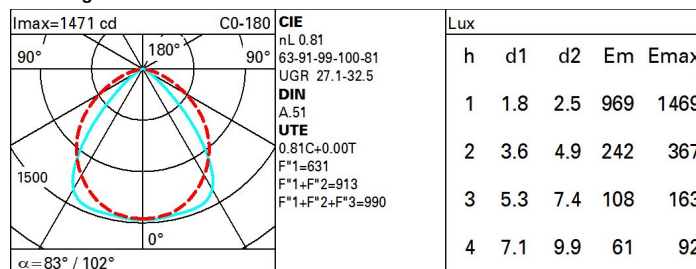 Imax=1471 cd C0-180
90° 180° 90°
1500
0°
α=83° / 102°
CIE
nL 0.81
63-91-99-100-81
UGR 27.1-32.5
DIN
A.51
UTE
0.81C+0.00T
F"1=631
F"1+F"2=913
F"1+F"2+F"3=990
Lux
h d1 d2 Em Emax
1 1.8 2.5 969 1469
2 3.6 4.9 242 367
3 5.3 7.4 108 163
4 7.1 9.9 61 92